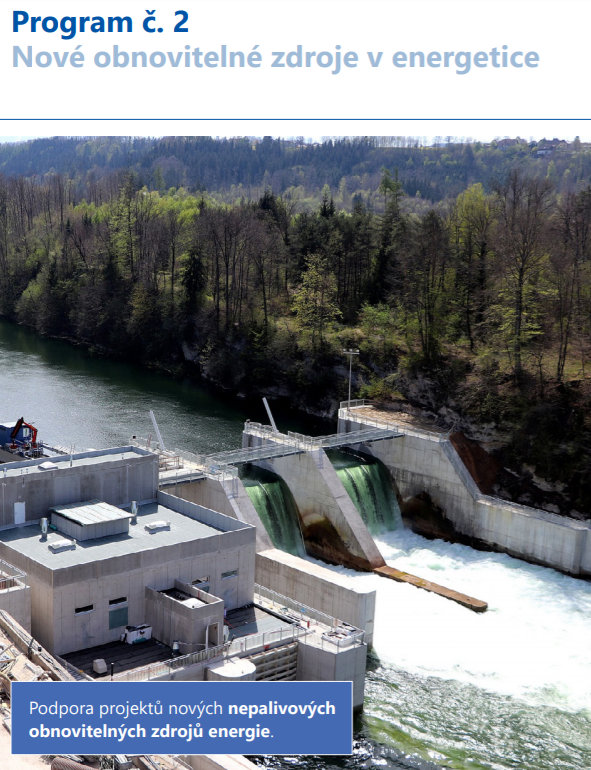 Program č. 2
Nové obnovitelné zdroje v energetice
Podpora projektů nových nepalivových
obnovitelných zdrojů energie.